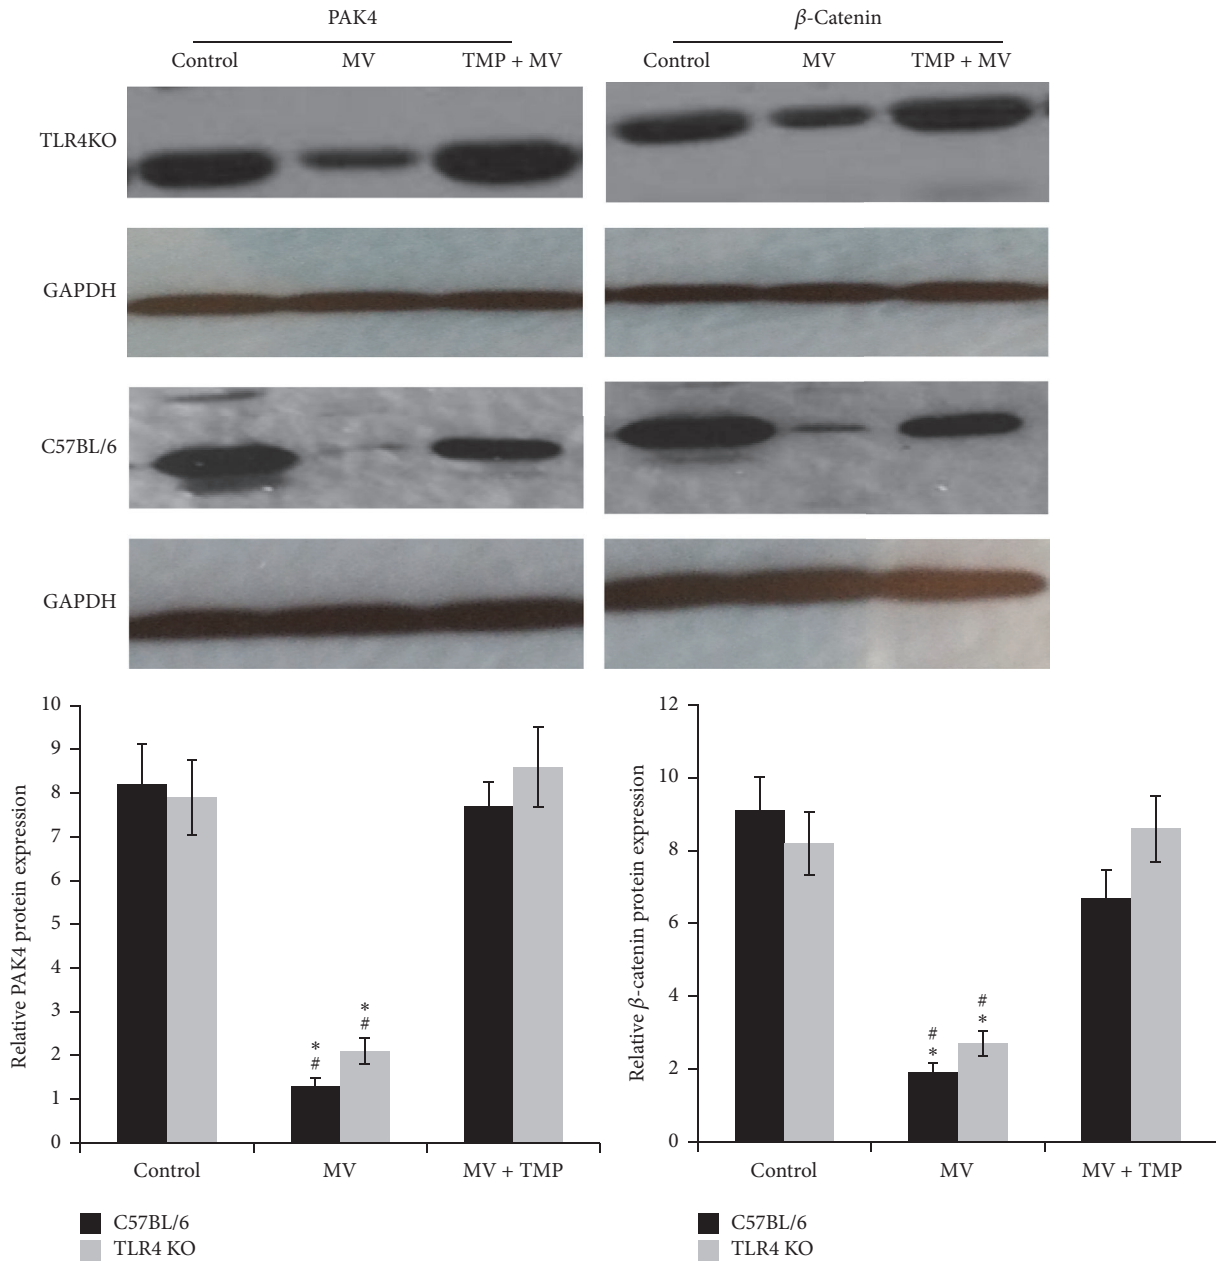 PAK4
β-Catenin
Control MV TMP + MV
Control MV TMP + MV
TLR4KO
GAPDH
C57BL/6
GAPDH
10
9
8
7
6
5
4
3
2
1
0
Relative PAK4 protein expression
*
#
*
#
Control MV MV + TMP
C57BL/6
TLR4 KO
12
10
8
6
4
2
0
Relative β-catenin protein expression
#
*
#
*
Control MV MV + TMP
C57BL/6
TLR4 KO